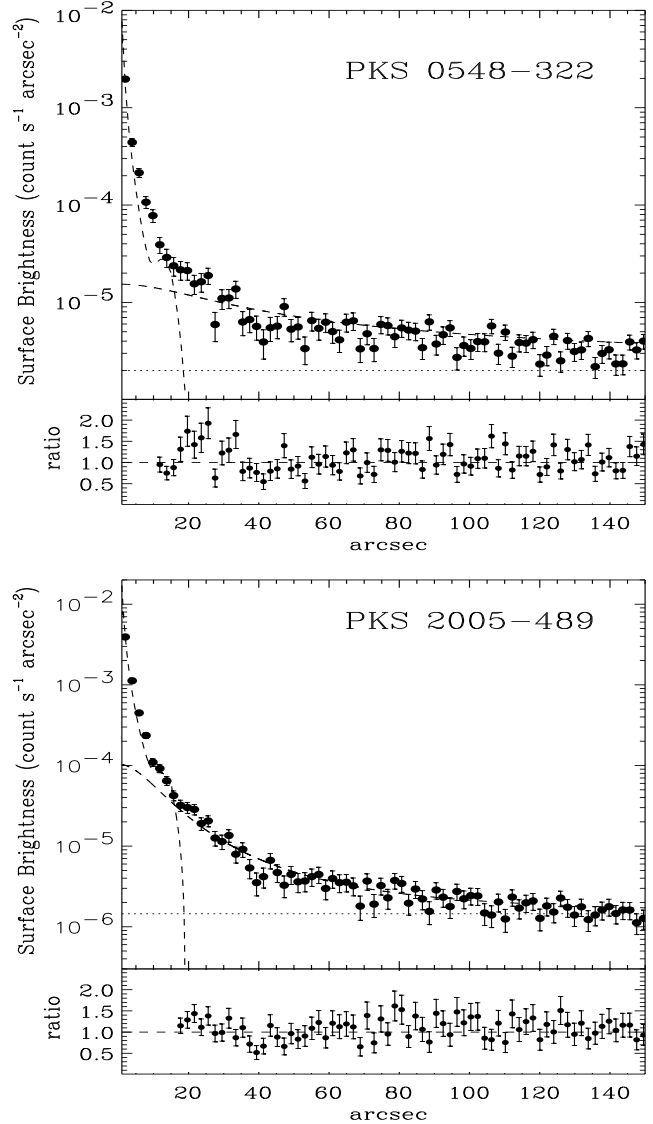 PKS 0548−322
Surface Brightness (count s⁻¹ arcsec⁻²)
10⁻²
10⁻³
10⁻⁴
10⁻⁵
ratio
2.0
1.5
1.0
0.5
20 40 60 80 100 120 140
arcsec
PKS 2005−489
Surface Brightness (count s⁻¹ arcsec⁻²)
10⁻²
10⁻³
10⁻⁴
10⁻⁵
10⁻⁶
ratio
2.0
1.5
1.0
0.5
20 40 60 80 100 120 140
arcsec